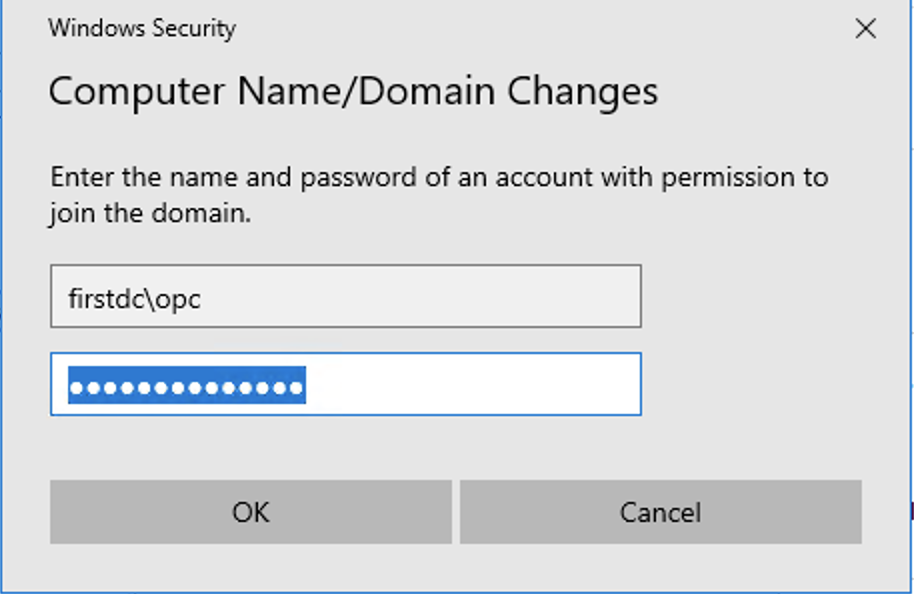 Windows Security
Computer Name/Domain Changes
Enter the name and password of an account with permission to
join the domain.
firstdc\opc
●●●●●●●●●●●●●●
OK
Cancel